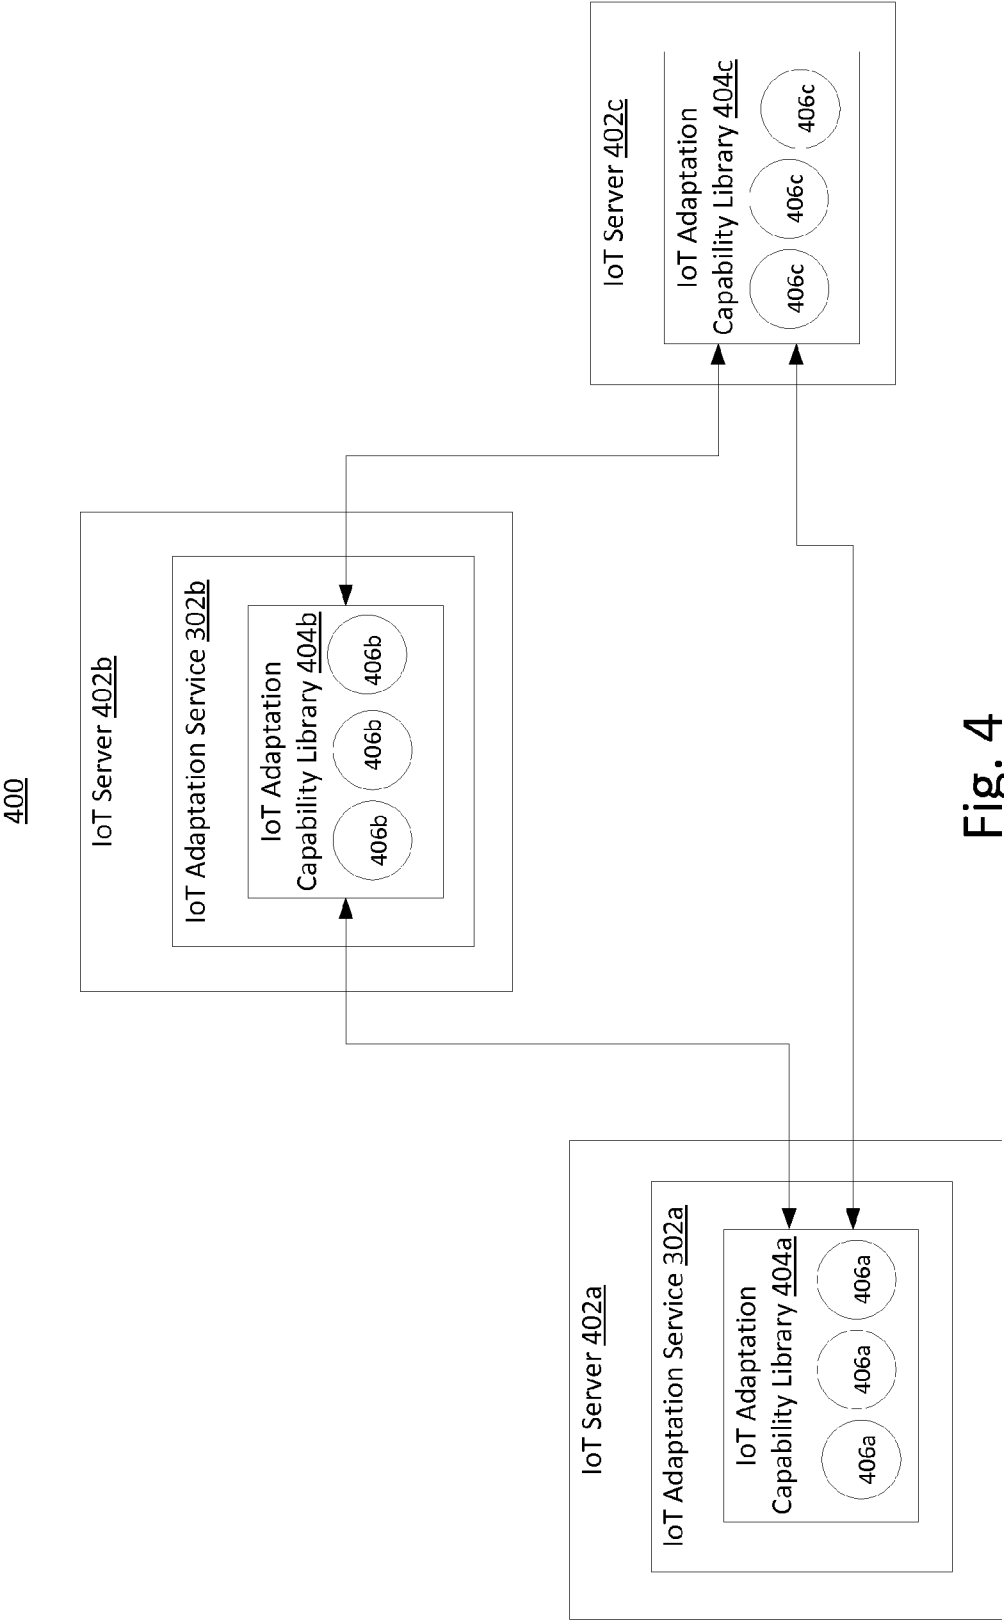 400
IoT Server 402b
IoT Adaptation Service 302b
IoT Adaptation
Capability Library 404b
406b
406b
406b
IoT Server 402a
IoT Adaptation Service 302a
IoT Adaptation
Capability Library 404a
406a
406a
406a
IoT Server 402c
IoT Adaptation
Capability Library 404c
406c
406c
406c
Fig. 4